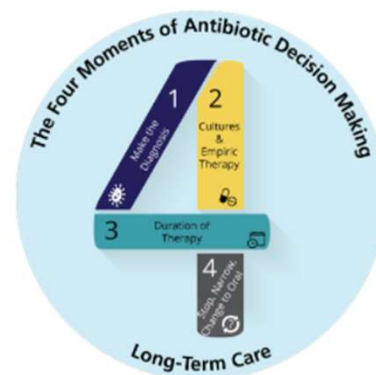 The Four Moments of Antibiotic Decision Making
1
Make the
Diagnosis
2
Cultures
&
Empiric
Therapy
3
Duration of
Therapy
4
Stop, Narrow,
Change to Oral
Long-Term Care